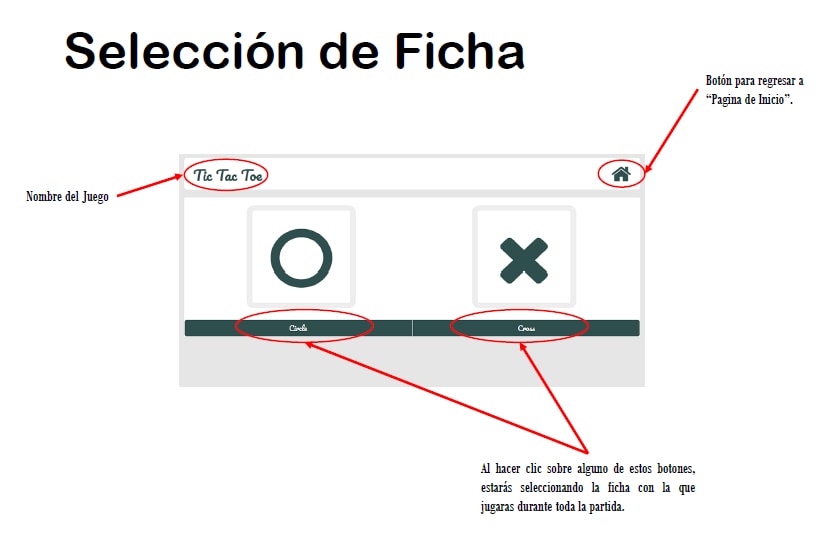 Selección de Ficha
Botón para regresar a
“Pagina de Inicio”.
Tic Tac Toe
Nombre del Juego
Circle
Cross
Al hacer clic sobre alguno de estos botones,
estarás seleccionando la ficha con la que
jugaras durante toda la partida.